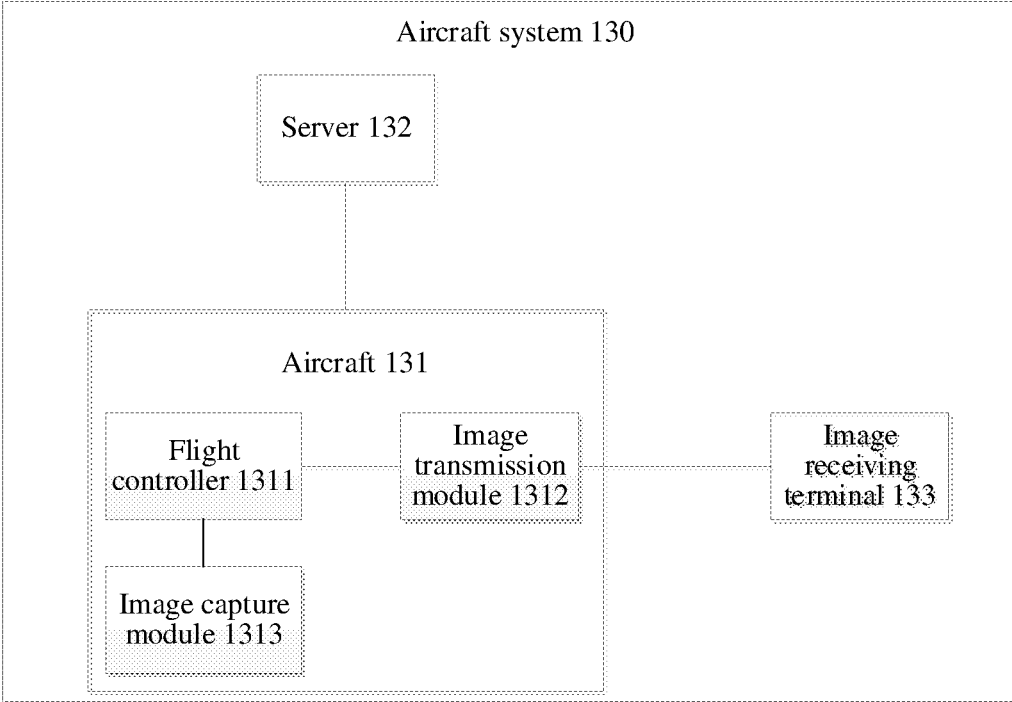 Aircraft system 130
Server 132
Aircraft 131
Flight
controller 1311
Image
transmission
module 1312
Image
receiving
terminal 133
Image capture
module 1313